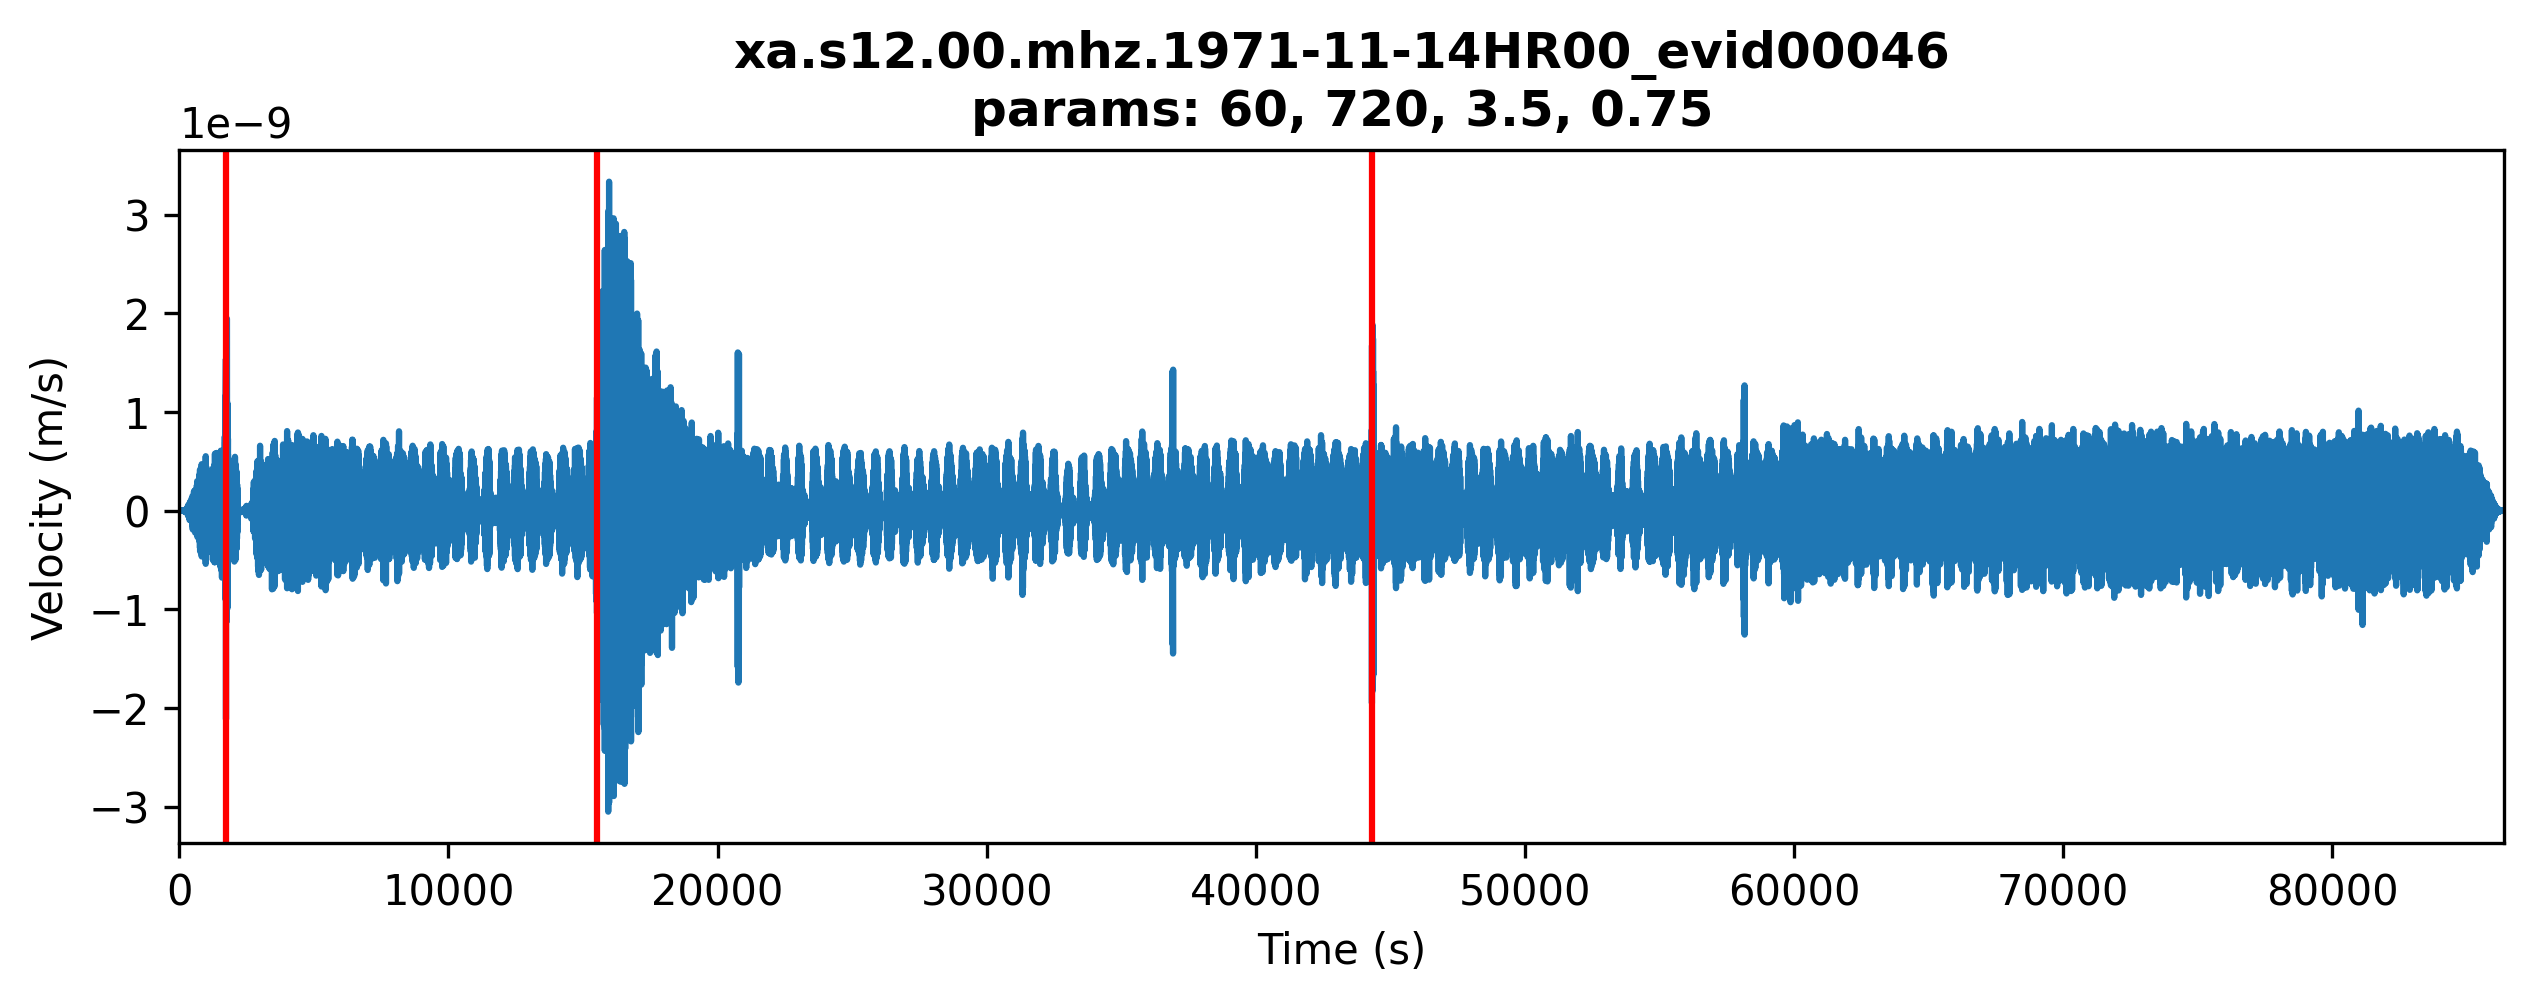 xa.s12.00.mhz.1971-11-14HR00_evid00046
params: 60, 720, 3.5, 0.75
1e−9
3
2
1
0
−1
−2
−3
Velocity (m/s)
0 10000 20000 30000 40000 50000 60000 70000 80000
Time (s)